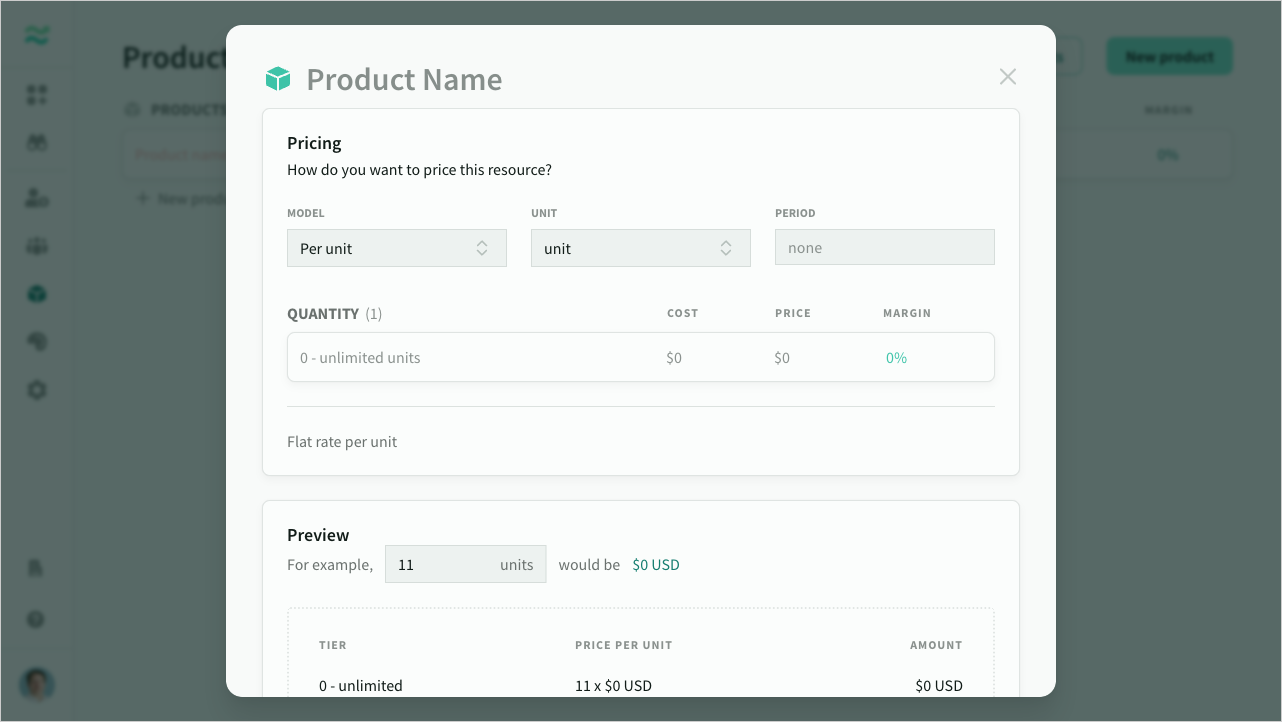 Product
New product
Product Name
PRODUCTS
MARGIN
Product name
0%
New produ
Pricing
How do you want to price this resource?
MODEL UNIT PERIOD
Per unit unit none
QUANTITY (1) COST PRICE MARGIN
0 - unlimited units $0 $0 0%
Flat rate per unit
Preview
For example, 11 units would be $0 USD
TIER PRICE PER UNIT AMOUNT
0 - unlimited 11 x $0 USD $0 USD